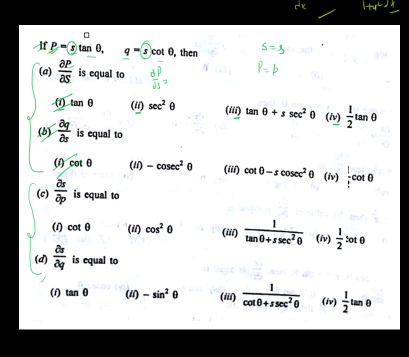 If P = s tan θ, q = s cot θ, then
s = s
P = P
(a) ∂P/∂S is equal to ∂P/∂s =
(i) tan θ (ii) sec² θ (iii) tan θ + s sec² θ (iv) 1/2 tan θ
(b) ∂q/∂s is equal to
(i) cot θ (ii) – cosec² θ (iii) cot θ – s cosec² θ (iv) 1/2 cot θ
(c) ∂s/∂p is equal to
(i) cot θ (ii) cos² θ (iii) 1/(tan θ + s sec² θ) (iv) 1/2 cot θ
(d) ∂s/∂q is equal to
(i) tan θ (ii) – sin² θ (iii) 1/(cot θ + s sec² θ) (iv) 1/2 tan θ